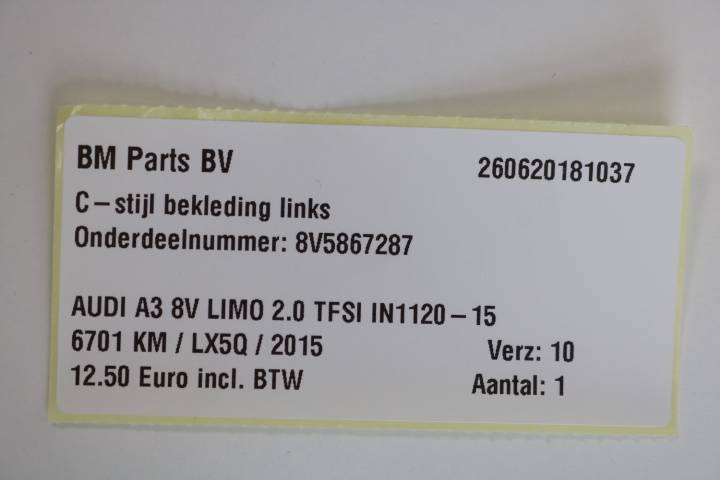 BM Parts BV 260620181037
C-stijl bekleding links
Onderdeelnummer: 8V5867287
AUDI A3 8V LIMO 2.0 TFSI IN1120-15
6701 KM / LX5Q / 2015 Verz: 10
12.50 Euro incl. BTW Aantal: 1